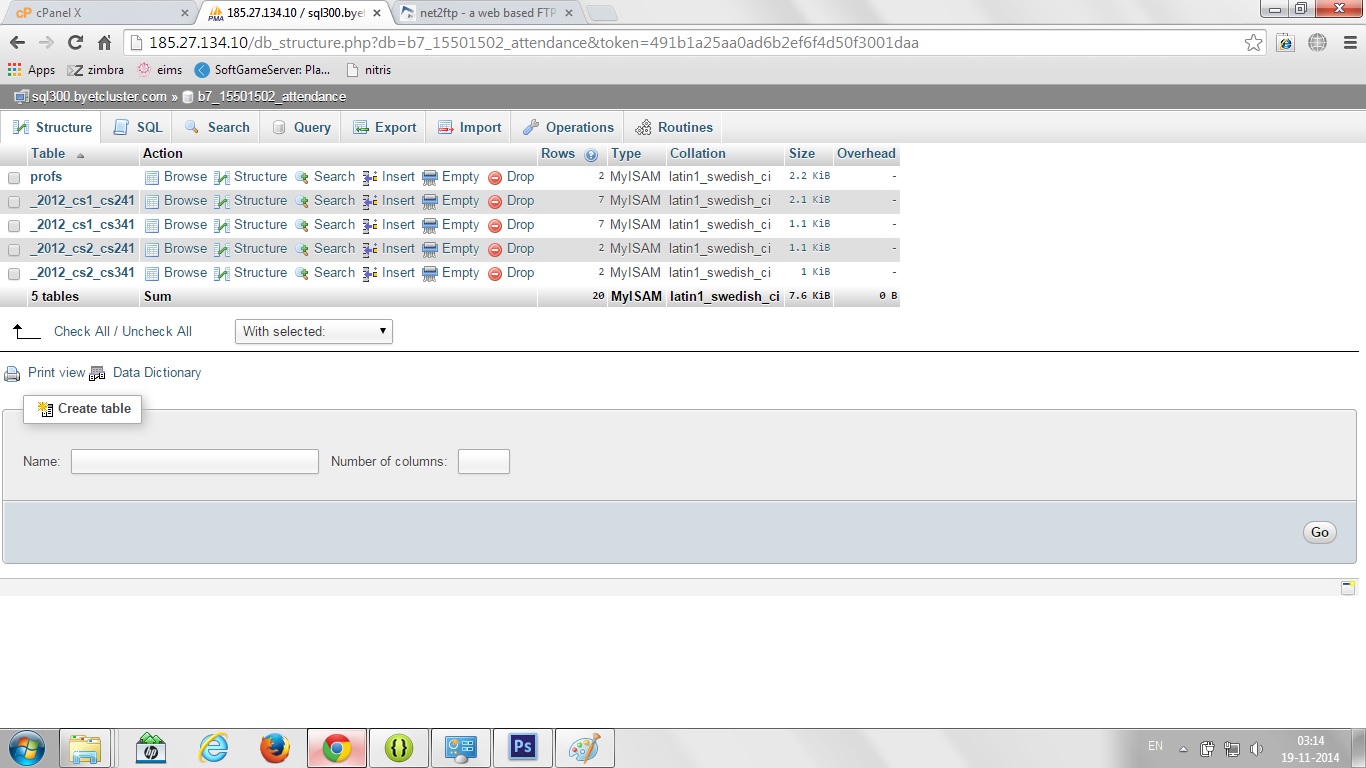 cPanel X 185.27.134.10 / sql300.byet net2ftp - a web based FTP
185.27.134.10/db_structure.php?db=b7_15501502_attendance&token=491b1a25aa0ad6b2ef6f4d50f3001daa
Apps zimbra eims SoftGameServer: Pla... nitris
sql300.byetcluster.com » b7_15501502_attendance
Structure SQL Search Query Export Import Operations Routines
Table Action Rows Type Collation Size Overhead
profs Browse Structure Search Insert Empty Drop 2 MyISAM latin1_swedish_ci 2.2 KiB -
_2012_cs1_cs241 Browse Structure Search Insert Empty Drop 7 MyISAM latin1_swedish_ci 2.1 KiB -
_2012_cs1_cs341 Browse Structure Search Insert Empty Drop 7 MyISAM latin1_swedish_ci 1.1 KiB -
_2012_cs2_cs241 Browse Structure Search Insert Empty Drop 2 MyISAM latin1_swedish_ci 1.1 KiB -
_2012_cs2_cs341 Browse Structure Search Insert Empty Drop 2 MyISAM latin1_swedish_ci 1 KiB -
5 tables Sum 20 MyISAM latin1_swedish_ci 7.6 KiB 0 B
Check All / Uncheck All With selected:
Print view Data Dictionary
Create table
Name: Number of columns:
Go
EN 03:14
19-11-2014